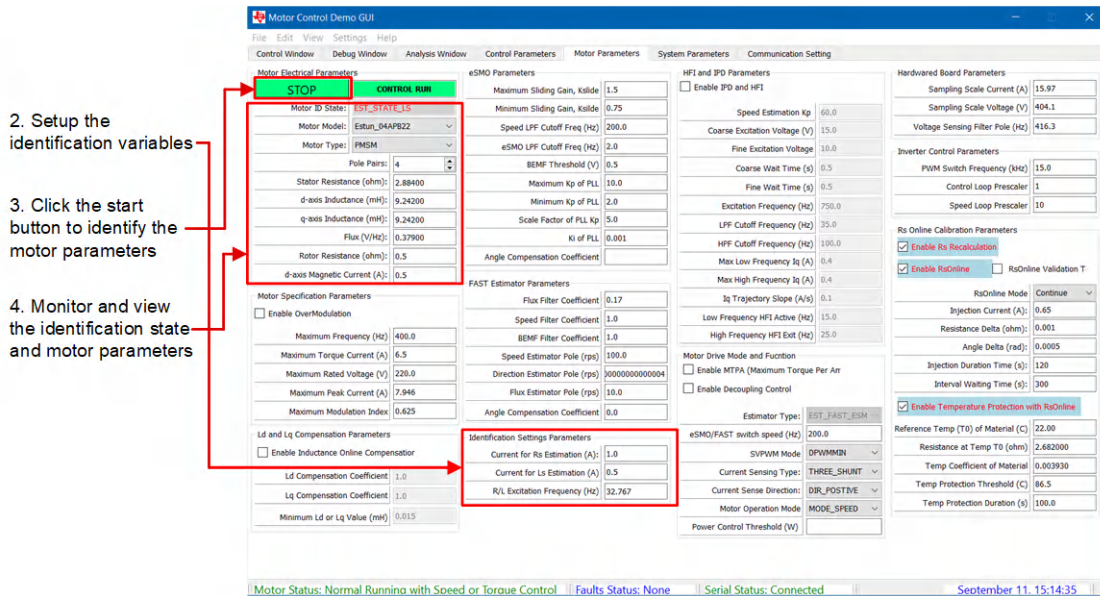 Motor Control Demo GUI
File Edit View Settings Help
Control Window Debug Window Analysis Wnidow Control Parameters Motor Parameters System Parameters Communication Setting
2. Setup the
identification variables
3. Click the start
button to identify the
motor parameters
4. Monitor and view
the identification state
and motor parameters
Motor Electrical Parameters
STOP CONTROL RUN
Motor ID State: EST_STATE_LS
Motor Model: Estun_04APB22
Motor Type: PMSM
Pole Pairs: 4
Stator Resistance (ohm): 2.88400
d-axis Inductance (mH): 9.24200
q-axis Inductance (mH): 9.24200
Flux (V/Hz): 0.37900
Rotor Resistance (ohm): 0.5
d-axis Magnetic Current (A): 0.5
Motor Specification Parameters
Enable OverModulation
Maximum Frequency (Hz) 400.0
Maximum Torque Current (A) 6.5
Maximum Rated Voltage (V) 220.0
Maximum Peak Current (A) 7.946
Maximum Modulation Index 0.625
Ld and Lq Compensation Parameters
Enable Inductance Online Compensatior
Ld Compensation Coefficient 1.0
Lq Compensation Coefficient 1.0
Minimum Ld or Lq Value (mH) 0.015
eSMO Parameters
Maximum Sliding Gain, Kslide 1.5
Minimum Sliding Gain, Kslide 0.75
Speed LPF Cutoff Freq (Hz) 200.0
eSMO LPF Cutoff Freq (Hz) 2.0
BEMF Threshold (V) 0.5
Maximum Kp of PLL 10.0
Minimum Kp of PLL 2.0
Scale Factor of PLL Kp 5.0
Ki of PLL 0.001
Angle Compensation Coefficient
FAST Estimator Parameters
Flux Filter Coefficient 0.17
Speed Filter Coefficient 1.0
BEMF Filter Coefficient 1.0
Speed Estimator Pole (rps) 100.0
Direction Estimator Pole (rps) 00000000000004
Flux Estimator Pole (rps) 10.0
Angle Compensation Coefficient 0.0
Identification Settings Parameters
Current for Rs Estimation (A): 1.0
Current for Ls Estimation (A) 0.5
R/L Excitation Frequency (Hz) 32.767
HFI and IPD Parameters
Enable IPD and HFI
Speed Estimation Kp 60.0
Coarse Excitation Voltage (V) 15.0
Fine Excitation Voltage 10.0
Coarse Wait Time (s) 0.5
Fine Wait Time (s) 0.5
Excitation Frequency (Hz) 750.0
LPF Cutoff Frequency (Hz) 35.0
HPF Cutoff Frequency (Hz) 100.0
Max Low Frequency Iq (A) 0.4
Max High Frequency Iq (A) 0.4
Iq Trajectory Slope (A/s) 0.1
Low Frequency HFI Active (Hz) 15.0
High Frequency HFI Exit (Hz) 25.0
Motor Drive Mode and Fucntion
Enable MTPA (Maximum Torque Per Am
Enable Decoupling Control
Estimator Type: EST_FAST_ESM
eSMO/FAST switch speed (Hz) 200.0
SVPWM Mode DPWMMIN
Current Sensing Type: THREE_SHUNT
Current Sense Direction: DIR_POSTIVE
Motor Operation Mode MODE_SPEED
Power Control Threshold (W)
Hardwared Board Parameters
Sampling Scale Current (A) 15.97
Sampling Scale Voltage (V) 404.1
Voltage Sensing Filter Pole (Hz) 416.3
Inverter Control Parameters
PWM Switch Frequency (kHz) 15.0
Control Loop Prescaler 1
Speed Loop Prescaler 10
Rs Online Calibration Parameters
Enable Rs Recalculation
Enable RsOnline RsOnline Validation T
RsOnline Mode Continue
Injection Current (A): 0.65
Resistance Delta (ohm): 0.001
Angle Delta (rad): 0.0005
Injection Duration Time (s): 120
Interval Waiting Time (s): 300
Enable Temperature Protection with RsOnline
Reference Temp (T0) of Material (C) 22.00
Resistance at Temp T0 (ohm) 2.682000
Temp Coefficient of Material 0.003930
Temp Protection Threshold (C) 86.5
Temp Protection Duration (s) 100.0
Motor Status: Normal Running with Speed or Torque Control Faults Status: None Serial Status: Connected September 11, 15:14:35